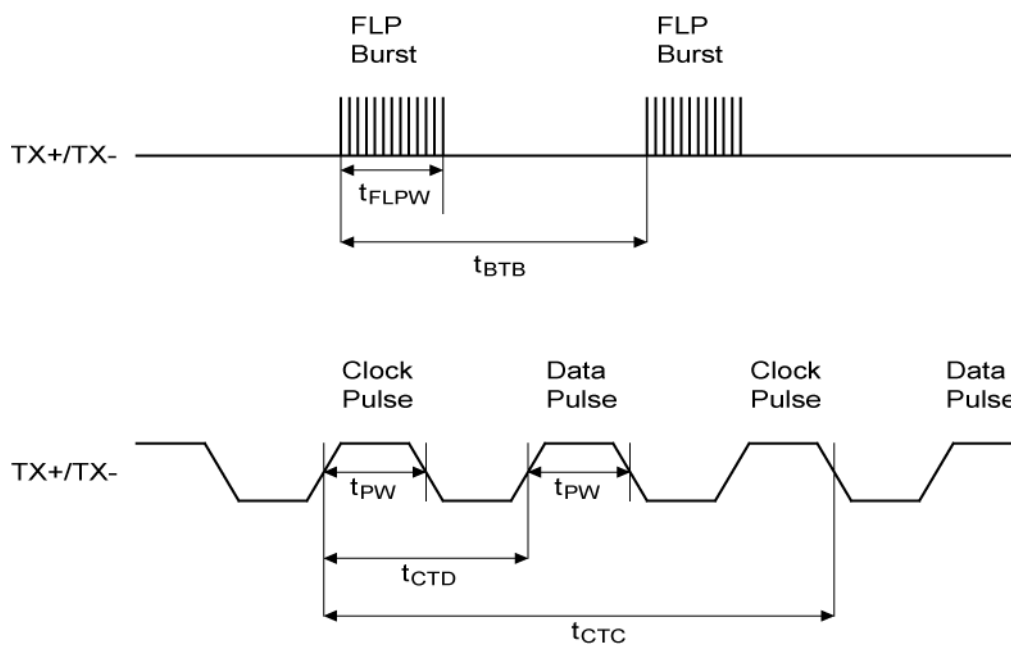 FLP
Burst
FLP
Burst
TX+/TX-
tFLPW
tBTB
Clock
Pulse
Data
Pulse
Clock
Pulse
Data
Pulse
TX+/TX-
tPW
tPW
tCTD
tCTC